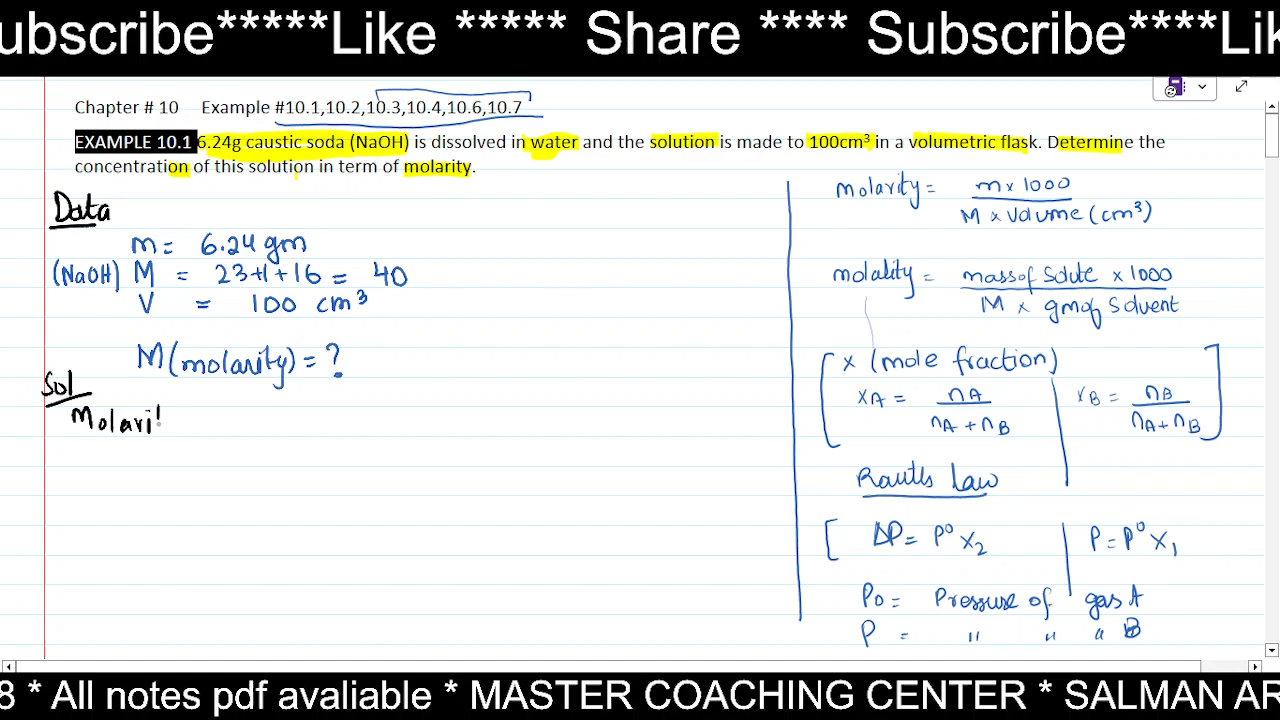 ubscribe*****Like ***** Share **** Subscribe****Lik
Chapter # 10 Example #10.1,10.2,10.3,10.4,10.6,10.7
EXAMPLE 10.1 6.24g caustic soda (NaOH) is dissolved in water and the solution is made to 100cm³ in a volumetric flask. Determine the
concentration of this solution in term of molarity.
Data
m = 6.24 gm
(NaOH) M = 23+1+16 = 40
V = 100 cm³
M (molarity) = ?
Sol
Molari
molarity = m x 1000
M x Volume (cm³)
molality = mass of Solute x 1000
M x gm of Solvent
x (mole fraction)
xA = nA
nA + nB
xB = nB
nA + nB
Raults Law
ΔP = P⁰ x₂
P = P⁰ x₁
P₀ = Pressure of gas A
P = " " " B
8 * All notes pdf avaliable * MASTER COACHING CENTER * SALMAN AR